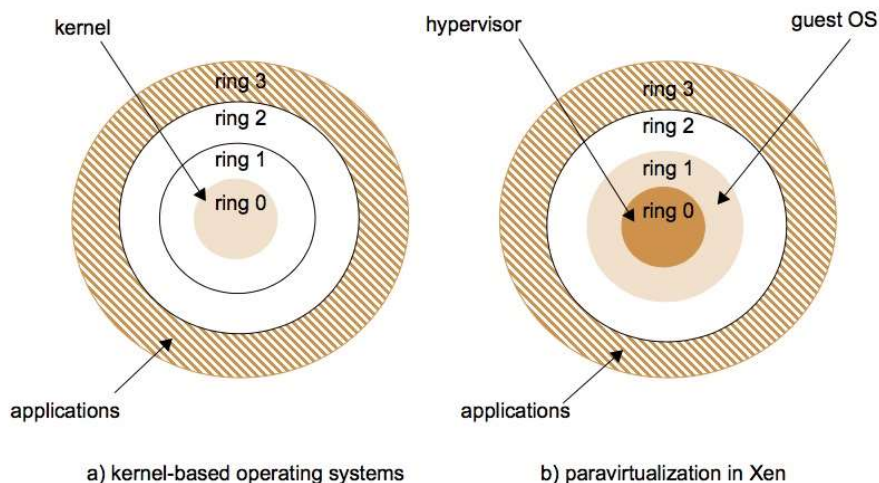 kernel
ring 3
ring 2
ring 1
ring 0
applications
a) kernel-based operating systems
hypervisor
guest OS
ring 3
ring 2
ring 1
ring 0
applications
b) paravirtualization in Xen